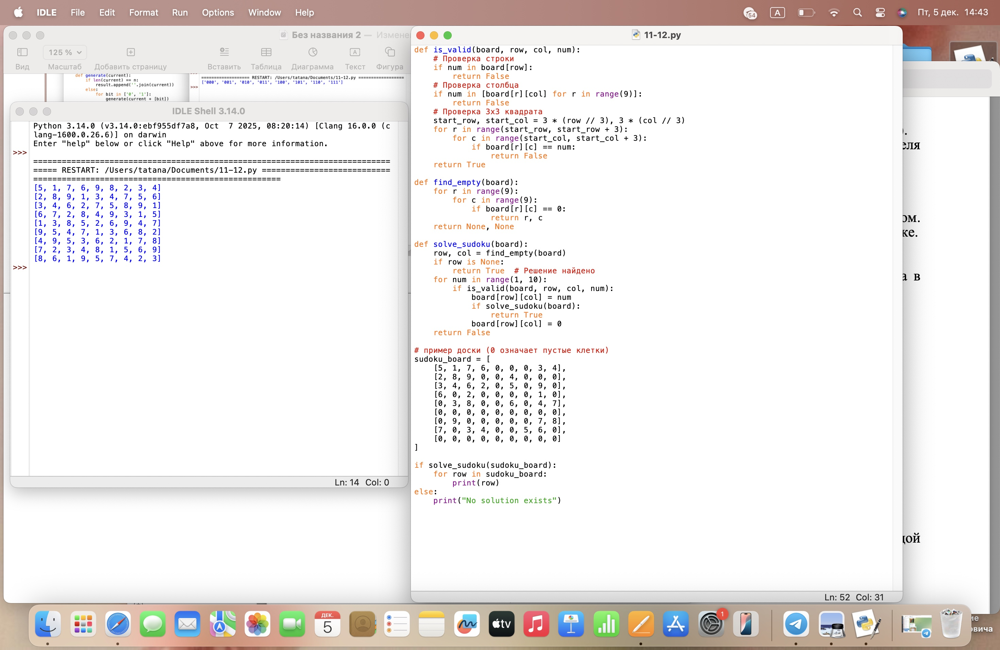 IDLE File Edit Format Run Options Window Help 54 A Пт, 5 дек. 14:43
Без названия 2 — Измене
125 %
Вид Масштаб Добавить страницу Вставить Таблица Диаграмма Текст Фигура
def generate(current):
if len(current) == n:
result.append(''.join(current))
else:
for bit in ['0', '1']:
generate(current + [bit])
=================== RESTART: /Users/tatana/Documents/11-12.py ==================
['000', '001', '010', '011', '100', '101', '110', '111']
>>>
IDLE Shell 3.14.0
Python 3.14.0 (v3.14.0:ebf955df7a8, Oct  7 2025, 08:20:14) [Clang 16.0.0 (c
lang-1600.0.26.6)] on darwin
Enter "help" below or click "Help" above for more information.
>>>
===========================================================================
===== RESTART: /Users/tatana/Documents/11-12.py ===========================
====================================================
[5, 1, 7, 6, 9, 8, 2, 3, 4]
[2, 8, 9, 1, 3, 4, 7, 5, 6]
[3, 4, 6, 2, 7, 5, 8, 9, 1]
[6, 7, 2, 8, 4, 9, 3, 1, 5]
[1, 3, 8, 5, 2, 6, 9, 4, 7]
[9, 5, 4, 7, 1, 3, 6, 8, 2]
[4, 9, 5, 3, 6, 2, 1, 7, 8]
[7, 2, 3, 4, 8, 1, 5, 6, 9]
[8, 6, 1, 9, 5, 7, 4, 2, 3]
>>>
Ln: 14 Col: 0
11-12.py
def is_valid(board, row, col, num):
    # Проверка строки
    if num in board[row]:
        return False
    # Проверка столбца
    if num in [board[r][col] for r in range(9)]:
        return False
    # Проверка 3x3 квадрата
    start_row, start_col = 3 * (row // 3), 3 * (col // 3)
    for r in range(start_row, start_row + 3):
        for c in range(start_col, start_col + 3):
            if board[r][c] == num:
                return False
    return True
def find_empty(board):
    for r in range(9):
        for c in range(9):
            if board[r][c] == 0:
                return r, c
    return None, None
def solve_sudoku(board):
    row, col = find_empty(board)
    if row is None:
        return True  # Решение найдено
    for num in range(1, 10):
        if is_valid(board, row, col, num):
            board[row][col] = num
            if solve_sudoku(board):
                return True
            board[row][col] = 0
    return False
# пример доски (0 означает пустые клетки)
sudoku_board = [
    [5, 1, 7, 6, 0, 0, 0, 3, 4],
    [2, 8, 9, 0, 0, 4, 0, 0, 0],
    [3, 4, 6, 2, 0, 5, 0, 9, 0],
    [6, 0, 2, 0, 0, 0, 0, 1, 0],
    [0, 3, 8, 0, 0, 6, 0, 4, 7],
    [0, 0, 0, 0, 0, 0, 0, 0, 0],
    [0, 9, 0, 0, 0, 0, 0, 7, 8],
    [7, 0, 3, 4, 0, 0, 5, 6, 0],
    [0, 0, 0, 0, 0, 0, 0, 0, 0]
]
if solve_sudoku(sudoku_board):
    for row in sudoku_board:
        print(row)
else:
    print("No solution exists")
Ln: 52 Col: 31
еля
ом.
ке.
а в
ой
ДЕК.
5
tv
1
ие
овича